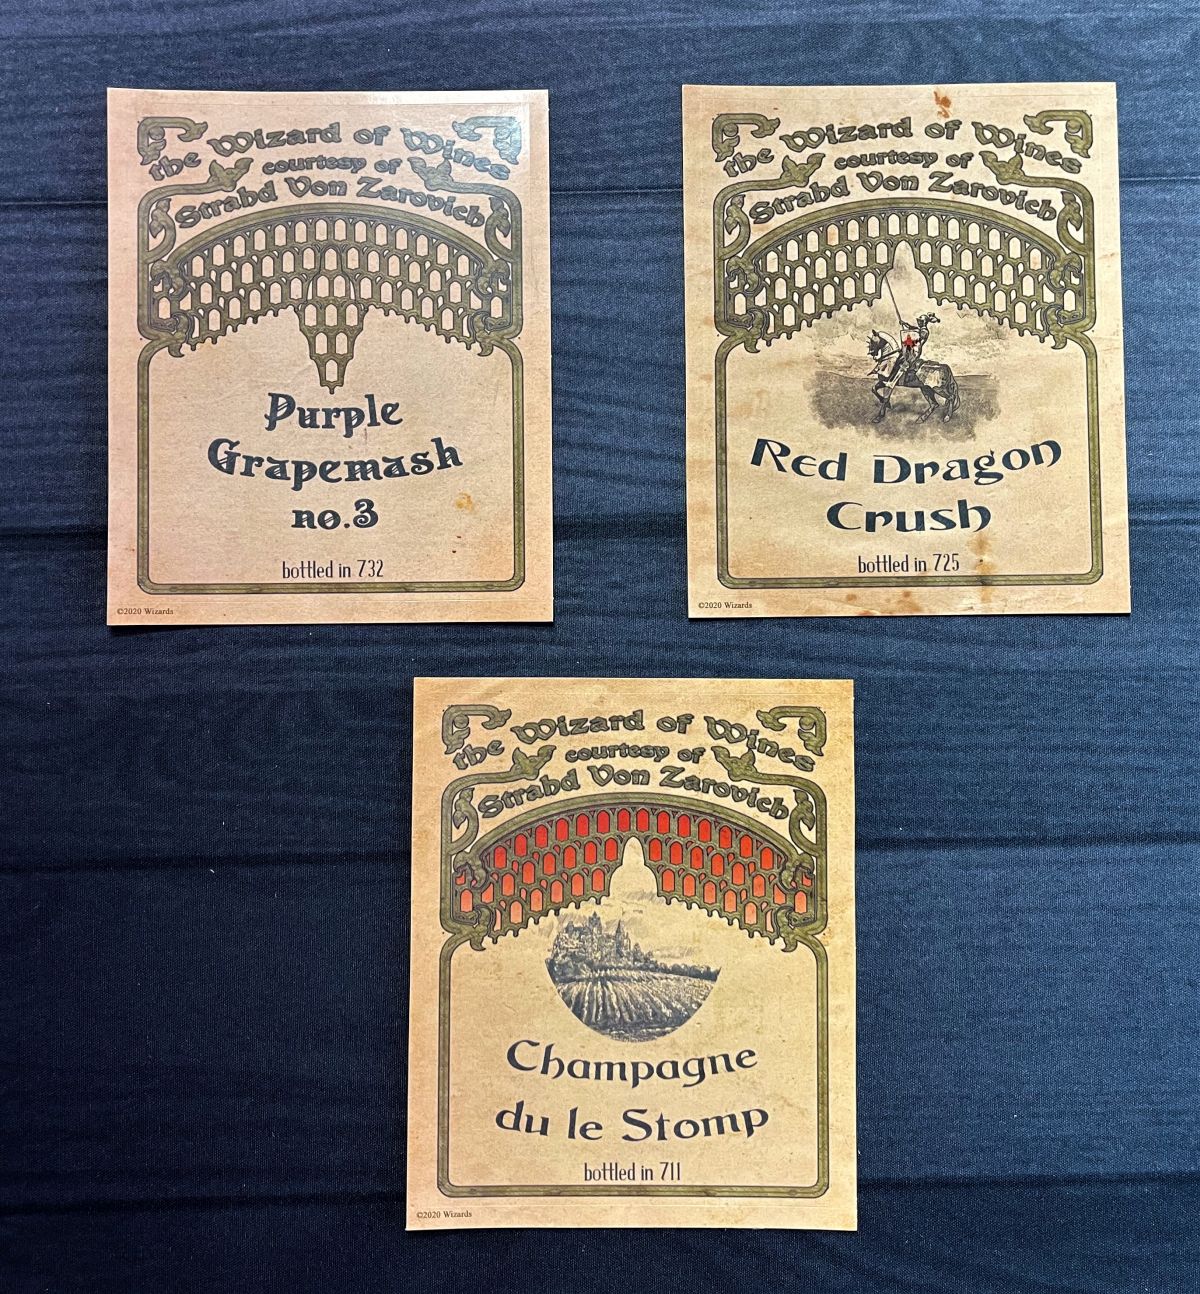 the Wizard of Wines
courtesy of
Strahd Von Zarovich
Purple
Grapemash
no.3
bottled in 732
©2020 Wizards
the Wizard of Wines
courtesy of
Strahd Von Zarovich
Red Dragon
Crush
bottled in 725
©2020 Wizards
the Wizard of Wines
courtesy of
Strahd Von Zarovich
Champagne
du le Stomp
bottled in 711
©2020 Wizards